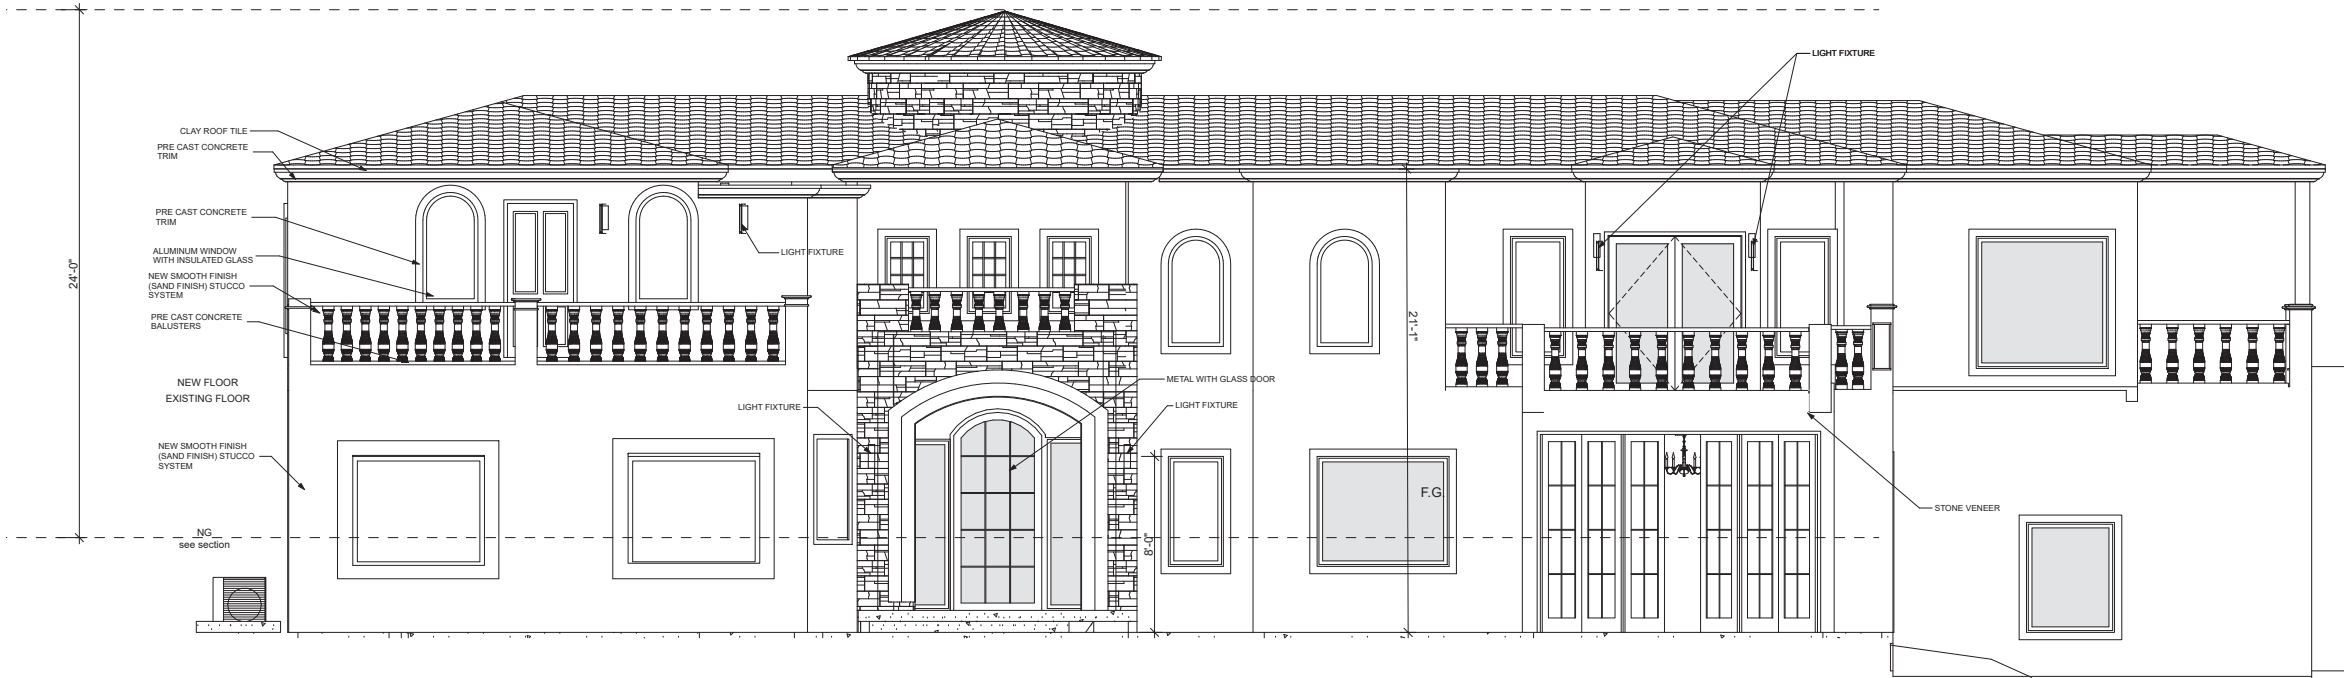 LIGHT FIXTURE
CLAY ROOF TILE
PRE CAST CONCRETE
TRIM
PRE CAST CONCRETE
TRIM
ALUMINUM WINDOW
WITH INSULATED GLASS
LIGHT FIXTURE
NEW SMOOTH FINISH
(SAND FINISH) STUCCO
SYSTEM
24'-0"
PRE CAST CONCRETE
BALUSTERS
21'-1"
NEW FLOOR
EXISTING FLOOR
METAL WITH GLASS DOOR
LIGHT FIXTURE
LIGHT FIXTURE
NEW SMOOTH FINISH
(SAND FINISH) STUCCO
SYSTEM
F.G.
STONE VENEER
NG
see section
8'-0"